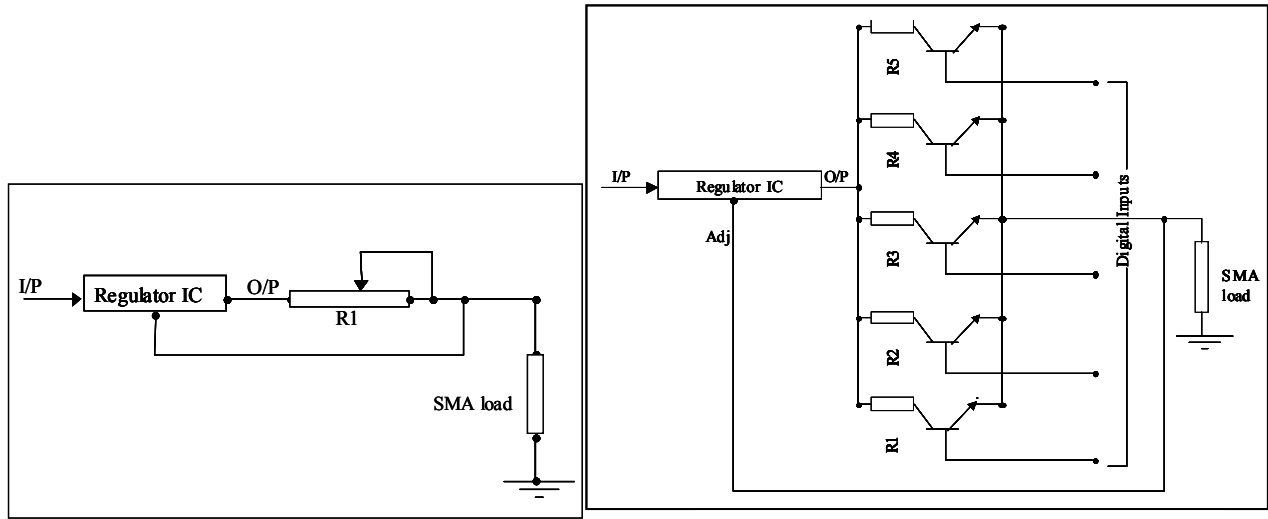 I/P
Regulator IC
O/P
R1
SMA load
R5
R4
I/P
Regulator IC
O/P
Adj
R3
R2
R1
Digital Inputs
SMA
load